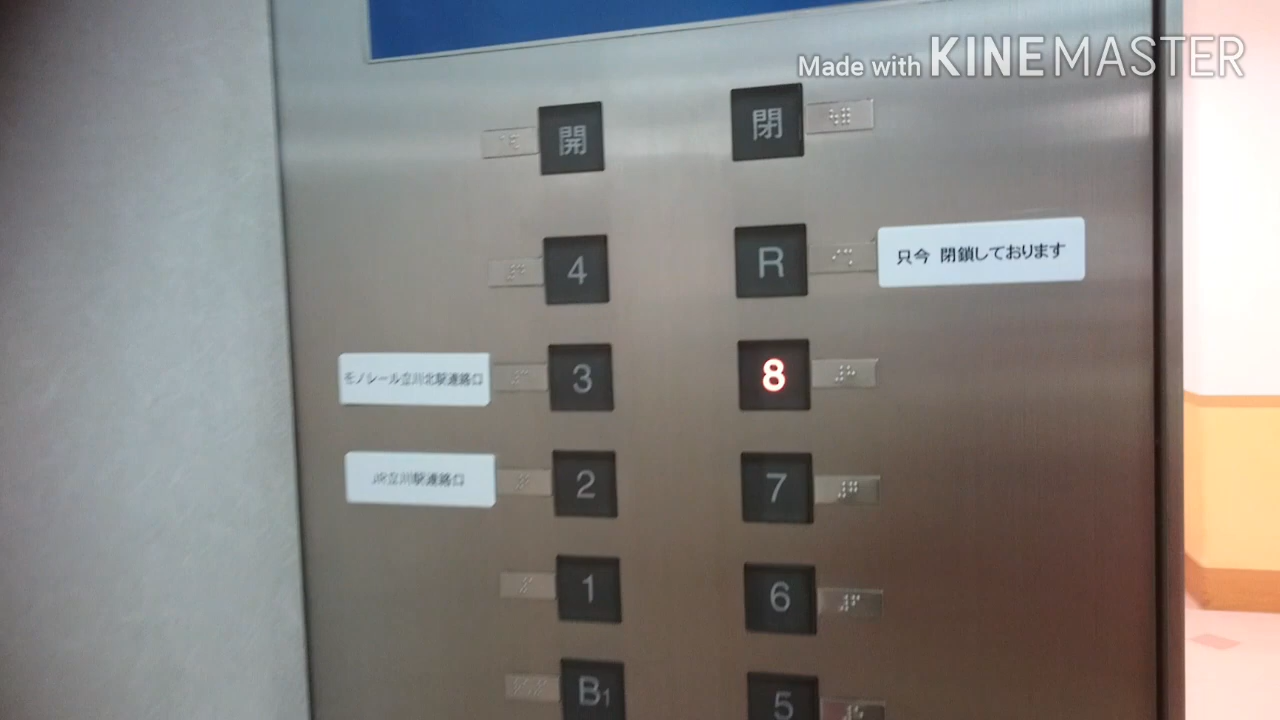 Made with KINEMASTER
開
閉
4
R
只今 閉鎖しております
モノレール立川北駅連絡口
3
8
JR立川駅連絡口
2
7
1
6
B1
5